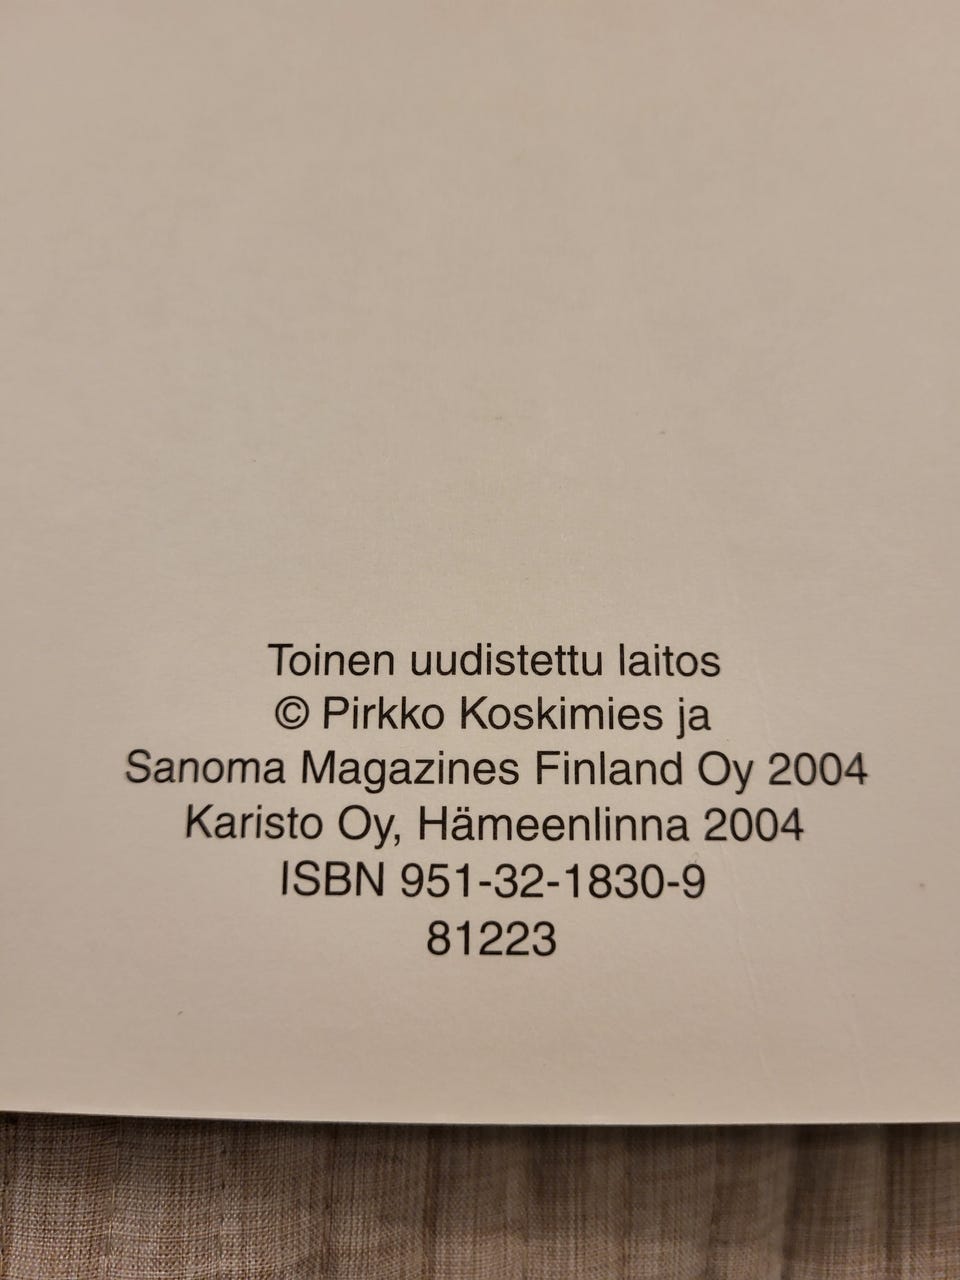 Toinen uudistettu laitos
© Pirkko Koskimies ja
Sanoma Magazines Finland Oy 2004
Karisto Oy, Hämeenlinna 2004
ISBN 951-32-1830-9
81223